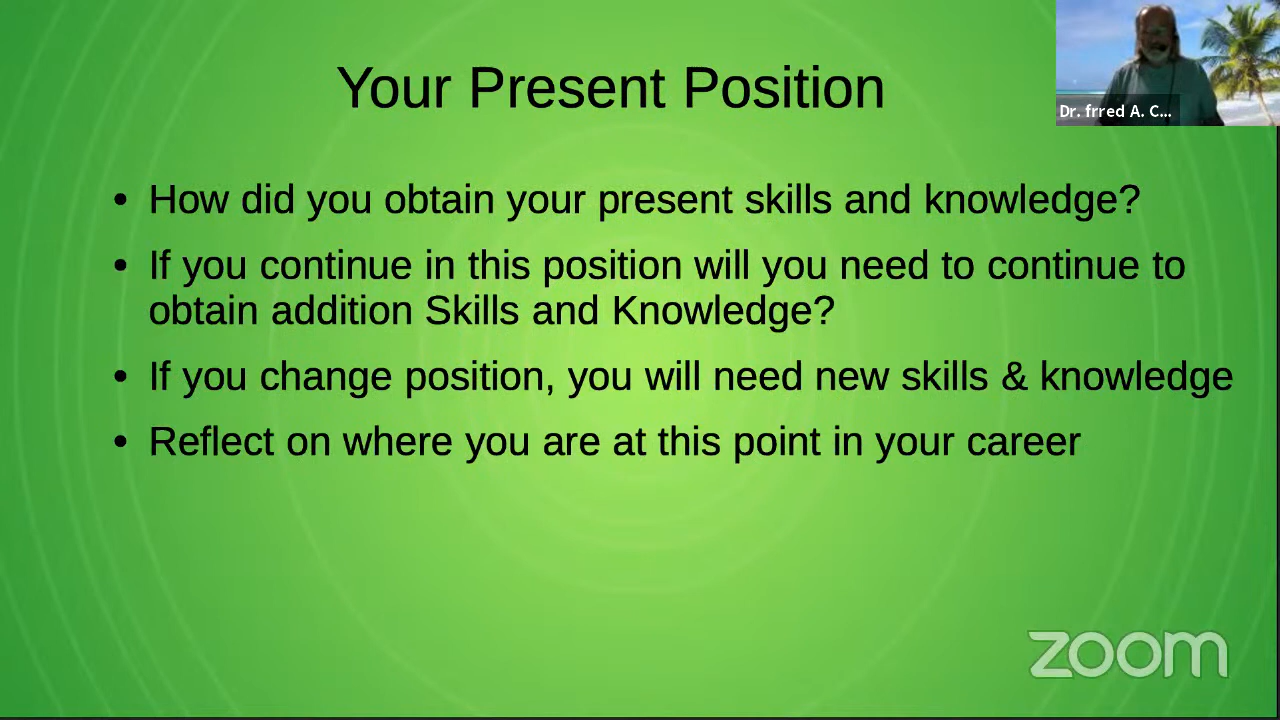 Your Present Position
Dr. frred A. C...
• How did you obtain your present skills and knowledge?
• If you continue in this position will you need to continue to
obtain addition Skills and Knowledge?
• If you change position, you will need new skills & knowledge
• Reflect on where you are at this point in your career
zoom